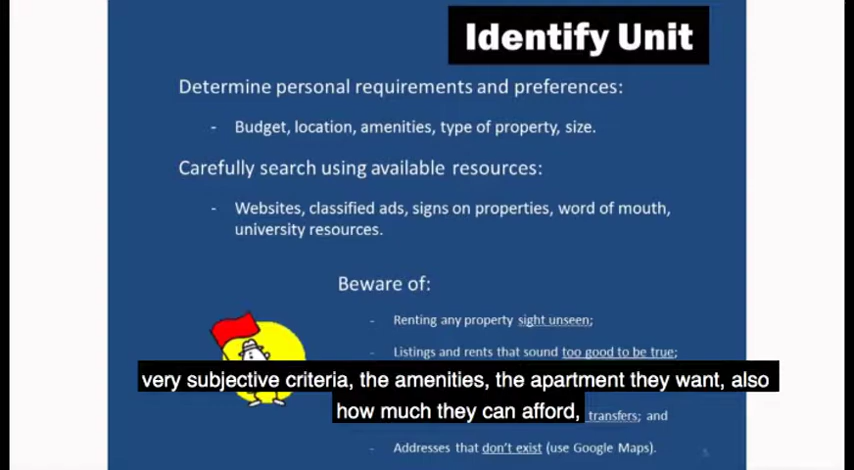 Identify Unit
Determine personal requirements and preferences:
- Budget, location, amenities, type of property, size.
Carefully search using available resources:
- Websites, classified ads, signs on properties, word of mouth,
university resources.
Beware of:
- Renting any property sight unseen;
- Listings and rents that sound too good to be true;
very subjective criteria, the amenities, the apartment they want, also
how much they can afford,
transfers; and
- Addresses that don't exist (use Google Maps).